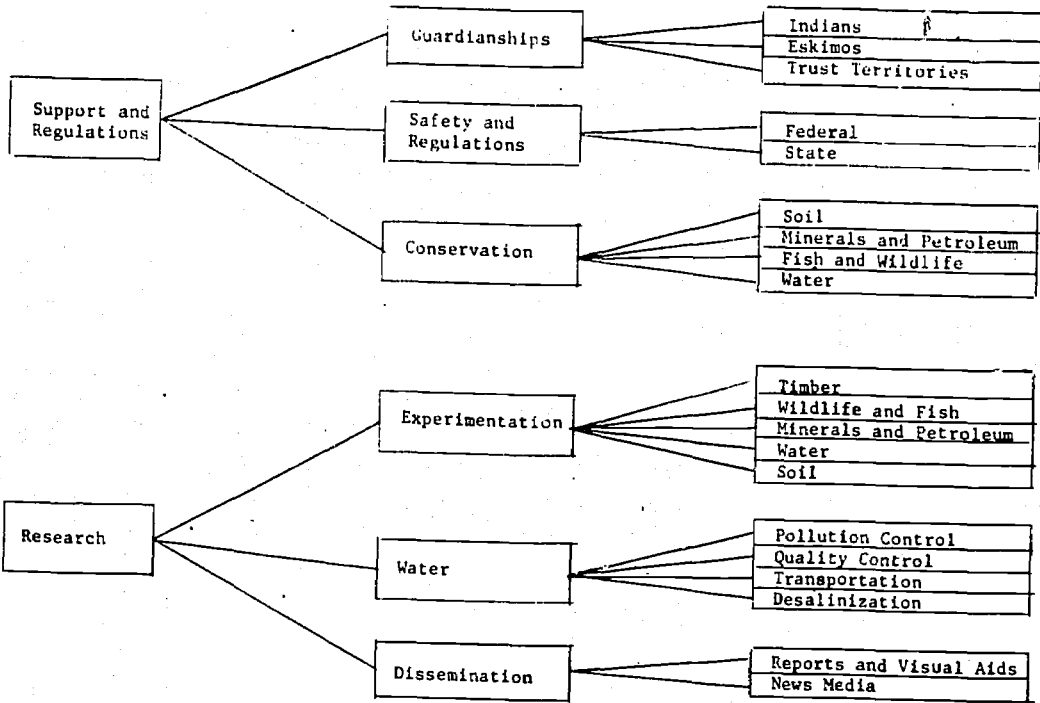 Guardianships
Indians
Eskimos
Trust Territories
Support and
Regulations
Safety and
Regulations
Federal
State
Conservation
Soil
Minerals and Petroleum
Fish and Wildlife
Water
Experimentation
Timber
Wildlife and Fish
Minerals and Petroleum
Water
Soil
Research
Water
Pollution Control
Quality Control
Transportation
Desalinization
Dissemination
Reports and Visual Aids
News Media